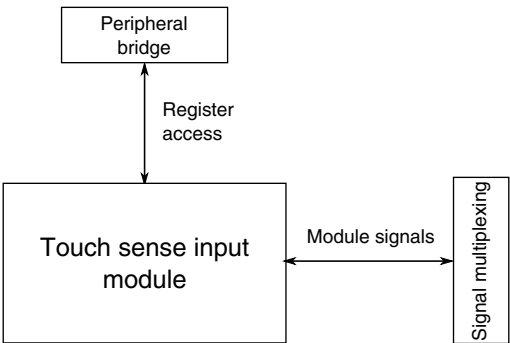 Peripheral
bridge
Register
access
Touch sense input
module
Module signals
Signal multiplexing